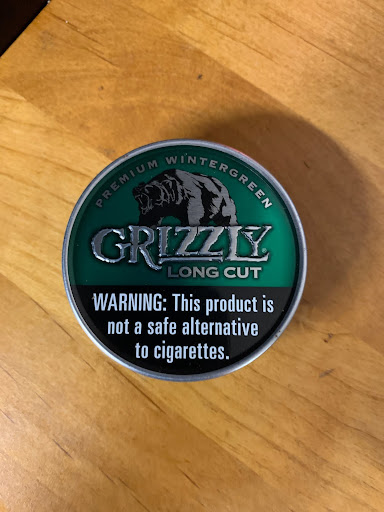 PREMIUM WINTERGREEN
GRIZZLY
LONG CUT
WARNING: This product is
not a safe alternative
to cigarettes.